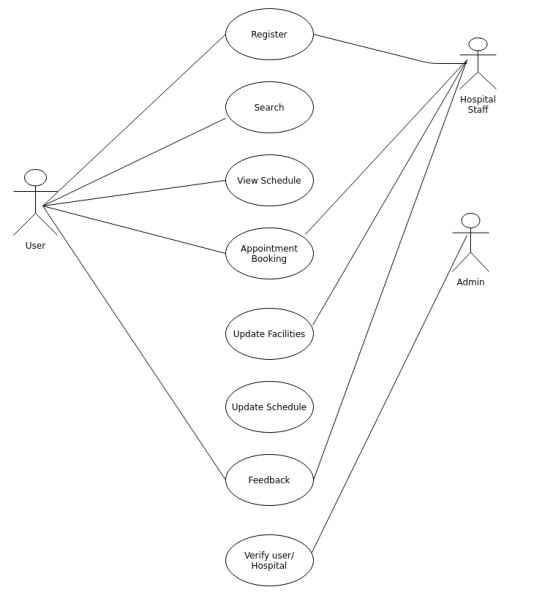 Register
Hospital
Staff
Search
View Schedule
User
Appointment
Booking
Admin
Update Facilities
Update Schedule
Feedback
Verify user/
Hospital